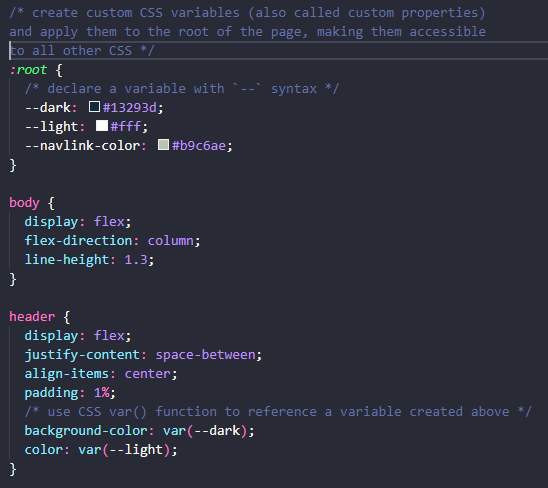 /* create custom CSS variables (also called custom properties)
and apply them to the root of the page, making them accessible
to all other CSS */
:root {
  /* declare a variable with `--` syntax */
  --dark: #13293d;
  --light: #fff;
  --navlink-color: #b9c6ae;
}

body {
  display: flex;
  flex-direction: column;
  line-height: 1.3;
}

header {
  display: flex;
  justify-content: space-between;
  align-items: center;
  padding: 1%;
  /* use CSS var() function to reference a variable created above */
  background-color: var(--dark);
  color: var(--light);
}